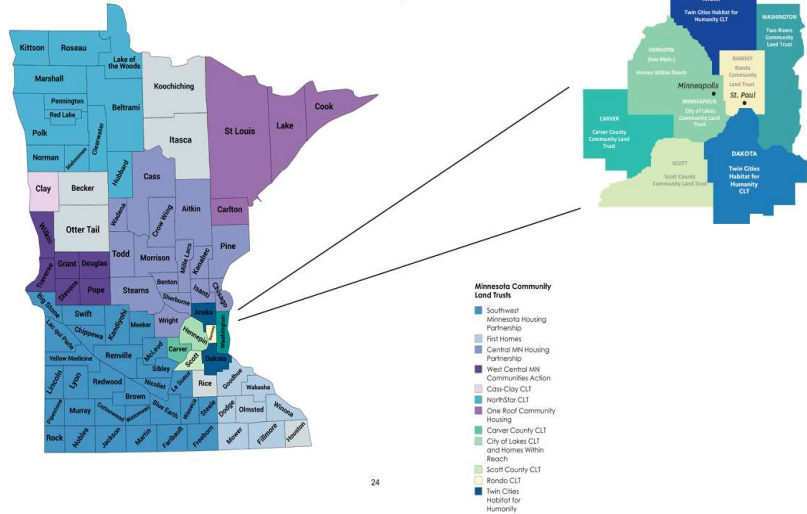 Kittson
Roseau
Lake of
the Woods
Marshall
Koochiching
Pennington
Red Lake
Beltrami
Polk
Clearwater
Itasca
St Louis
Lake
Cook
Norman
Mahnomen
Hubbard
Cass
Clay
Becker
Wadena
Crow Wing
Aitkin
Carlton
Wilkin
Otter Tail
Todd
Morrison
Mille Lacs
Kanabec
Pine
Traverse
Grant
Douglas
Stevens
Pope
Stearns
Benton
Sherburne
Isanti
Chisago
Big Stone
Swift
Kandiyohi
Meeker
Wright
Anoka
Washington
Lac qui Parle
Chippewa
Hennepin
Ramsey
Yellow Medicine
Renville
McLeod
Carver
Scott
Dakota
Sibley
Lincoln
Lyon
Redwood
Nicollet
Le Sueur
Rice
Goodhue
Wabasha
Brown
Pipestone
Murray
Cottonwood
Watonwan
Blue Earth
Waseca
Steele
Dodge
Olmsted
Winona
Rock
Nobles
Jackson
Martin
Faribault
Freeborn
Mower
Fillmore
Houston
Twin Cities Habitat for
Humanity CLT
WASHINGTON
Two Rivers
Community
Land Trust
HENNEPIN
Homes Within Reach
RAMSEY
Rondo
Community
Land Trust
Minneapolis
St. Paul
MINNEAPOLIS
City of Lakes
Community Land
Trust
CARVER
Carver County
Community Land
Trust
SCOTT
Scott County
Community Land Trust
DAKOTA
Twin Cities
Habitat for
Humanity
CLT
Minnesota Community
Land Trusts
Southwest
Minnesota Housing
Partnership
First Homes
Central MN Housing
Partnership
West Central MN
Communities Action
Cass-Clay CLT
NorthStar CLT
One Roof Community
Housing
Carver County CLT
City of Lakes CLT
and Homes Within
Reach
Scott County CLT
Rondo CLT
Twin Cities
Habitat for
Humanity
24